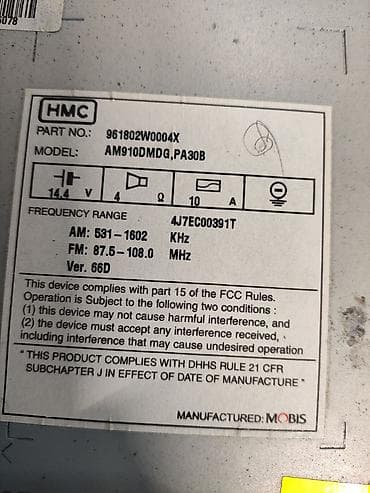 6078
HMC
PART NO.: 961802W0004X
MODEL: AM910DMDG,PA30B
14.4 V 4 Ω 10 A
FREQUENCY RANGE 4J7EC00391T
AM: 531-1602 KHz
FM: 87.5-108.0 MHz
Ver. 66D
This device complies with part 15 of the FCC Rules.
Operation is Subject to the following two conditions :
(1) this device may not cause harmful interference, and
(2) the device must accept any interference received,
including interference that may cause undesired operation
"THIS PRODUCT COMPLIES WITH DHHS RULE 21 CFR
SUBCHAPTER J IN EFFECT OF DATE OF MANUFACTURE"
MANUFACTURED: MOBIS